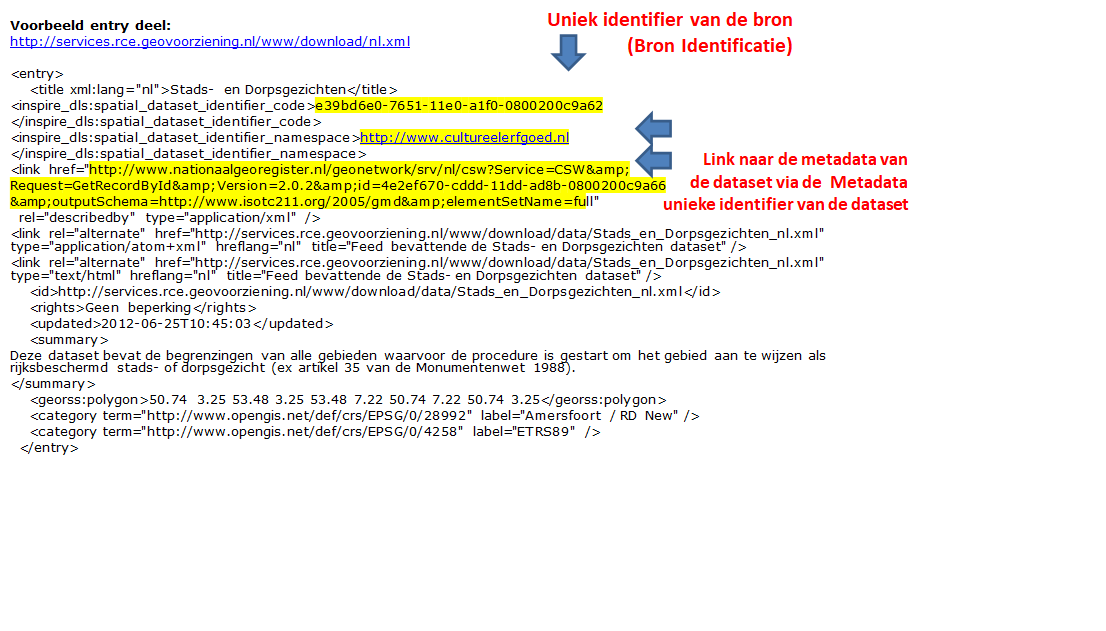 Voorbeeld entry deel:
http://services.rce.geovoorziening.nl/www/download/nl.xml
Uniek identifier van de bron
(Bron Identificatie)
<entry>
<title xml:lang="nl">Stads- en Dorpsgezichten</title>
<inspire_dls:spatial_dataset_identifier_code>e39bd6e0-7651-11e0-a1f0-0800200c9a62
</inspire_dls:spatial_dataset_identifier_code>
<inspire_dls:spatial_dataset_identifier_namespace>http://www.cultureelerfgoed.nl
</inspire_dls:spatial_dataset_identifier_namespace>
<link href="http://www.nationaalgeoregister.nl/geonetwork/srv/nl/csw?Service=CSW&amp;
Request=GetRecordById&amp;Version=2.0.2&amp;id=4e2ef670-cddd-11dd-ad8b-0800200c9a66
&amp;outputSchema=http://www.isotc211.org/2005/gmd&amp;elementSetName=full"
rel="describedby" type="application/xml" />
Link naar de metadata van
de dataset via de Metadata
unieke identifier van de dataset
<link rel="alternate" href="http://services.rce.geovoorziening.nl/www/download/data/Stads_en_Dorpsgezichten_nl.xml"
type="application/atom+xml" hreflang="nl" title="Feed bevattende de Stads- en Dorpsgezichten dataset" />
<link rel="alternate" href="http://services.rce.geovoorziening.nl/www/download/data/Stads_en_Dorpsgezichten_nl.xml"
type="text/html" hreflang="nl" title="Feed bevattende de Stads- en Dorpsgezichten dataset" />
<id>http://services.rce.geovoorziening.nl/www/download/data/Stads_en_Dorpsgezichten_nl.xml</id>
<rights>Geen beperking</rights>
<updated>2012-06-25T10:45:03</updated>
<summary>
Deze dataset bevat de begrenzingen van alle gebieden waarvoor de procedure is gestart om het gebied aan te wijzen als
rijksbeschermd stads- of dorpsgezicht (ex artikel 35 van de Monumentenwet 1988).
</summary>
<georss:polygon>50.74 3.25 53.48 3.25 53.48 7.22 50.74 7.22 50.74 3.25</georss:polygon>
<category term="http://www.opengis.net/def/crs/EPSG/0/28992" label="Amersfoort / RD New" />
<category term="http://www.opengis.net/def/crs/EPSG/0/4258" label="ETRS89" />
</entry>